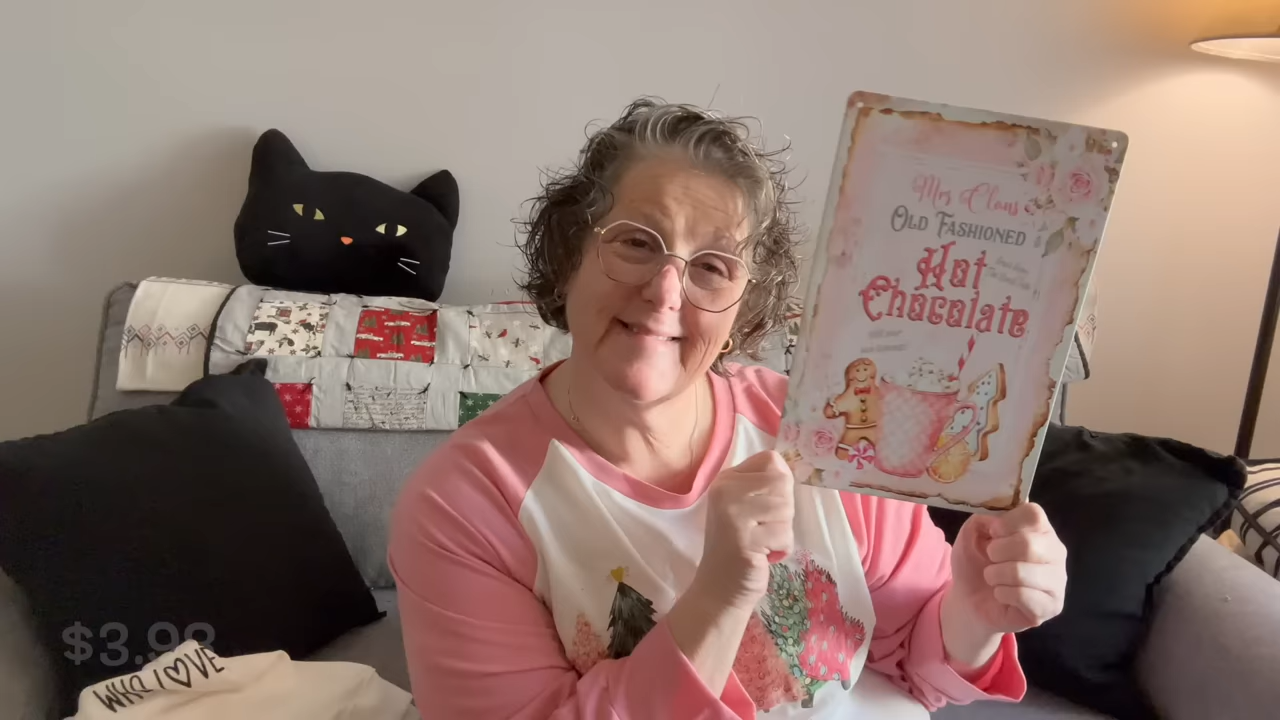 Mrs Claus
OLD FASHIONED
Hot
Chocolate
$3.98
WHO I LOVE